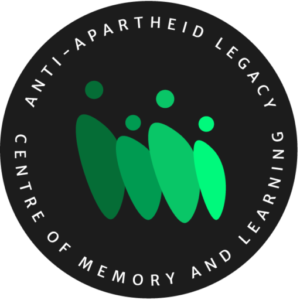 ANTI-APARTHEID LEGACY
CENTRE OF MEMORY AND LEARNING